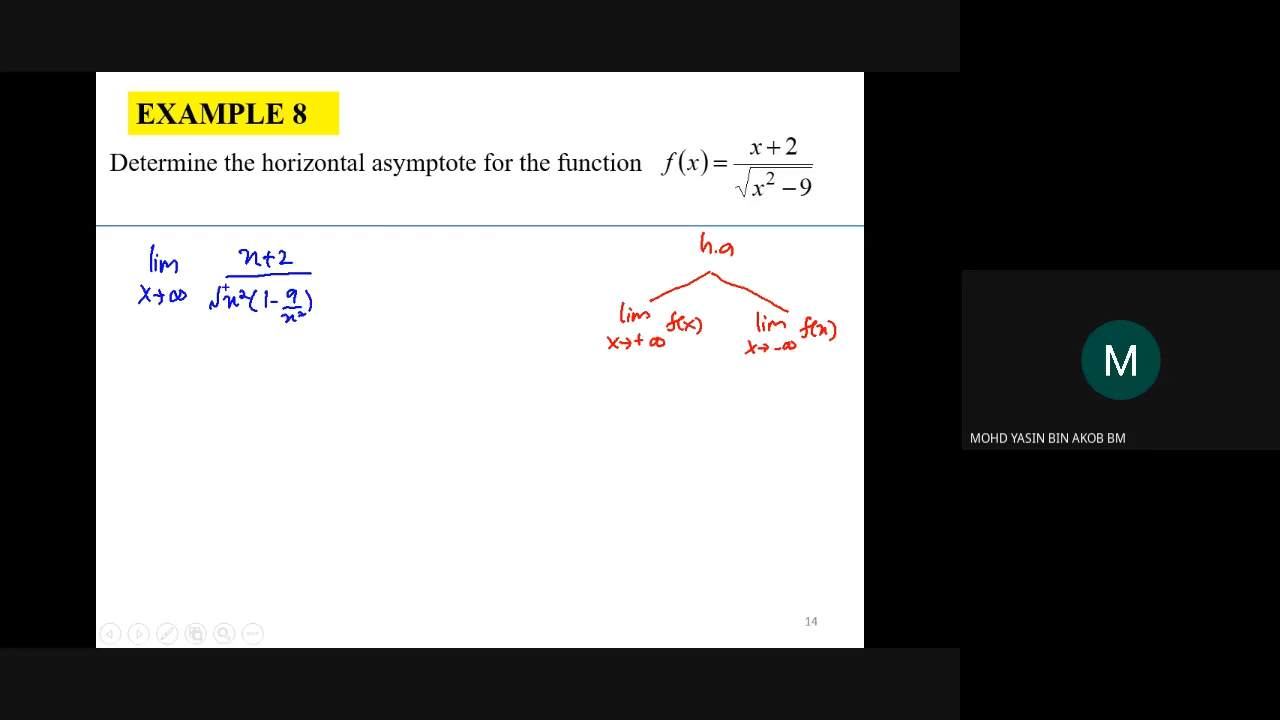 EXAMPLE 8
Determine the horizontal asymptote for the function f(x) = x + 2 / √x² − 9
lim x→∞ x+2 / √x²(1 − 9/x²)
h.a
lim x→+∞ f(x) lim x→−∞ f(x)
M
MOHD YASIN BIN AKOB BM
14